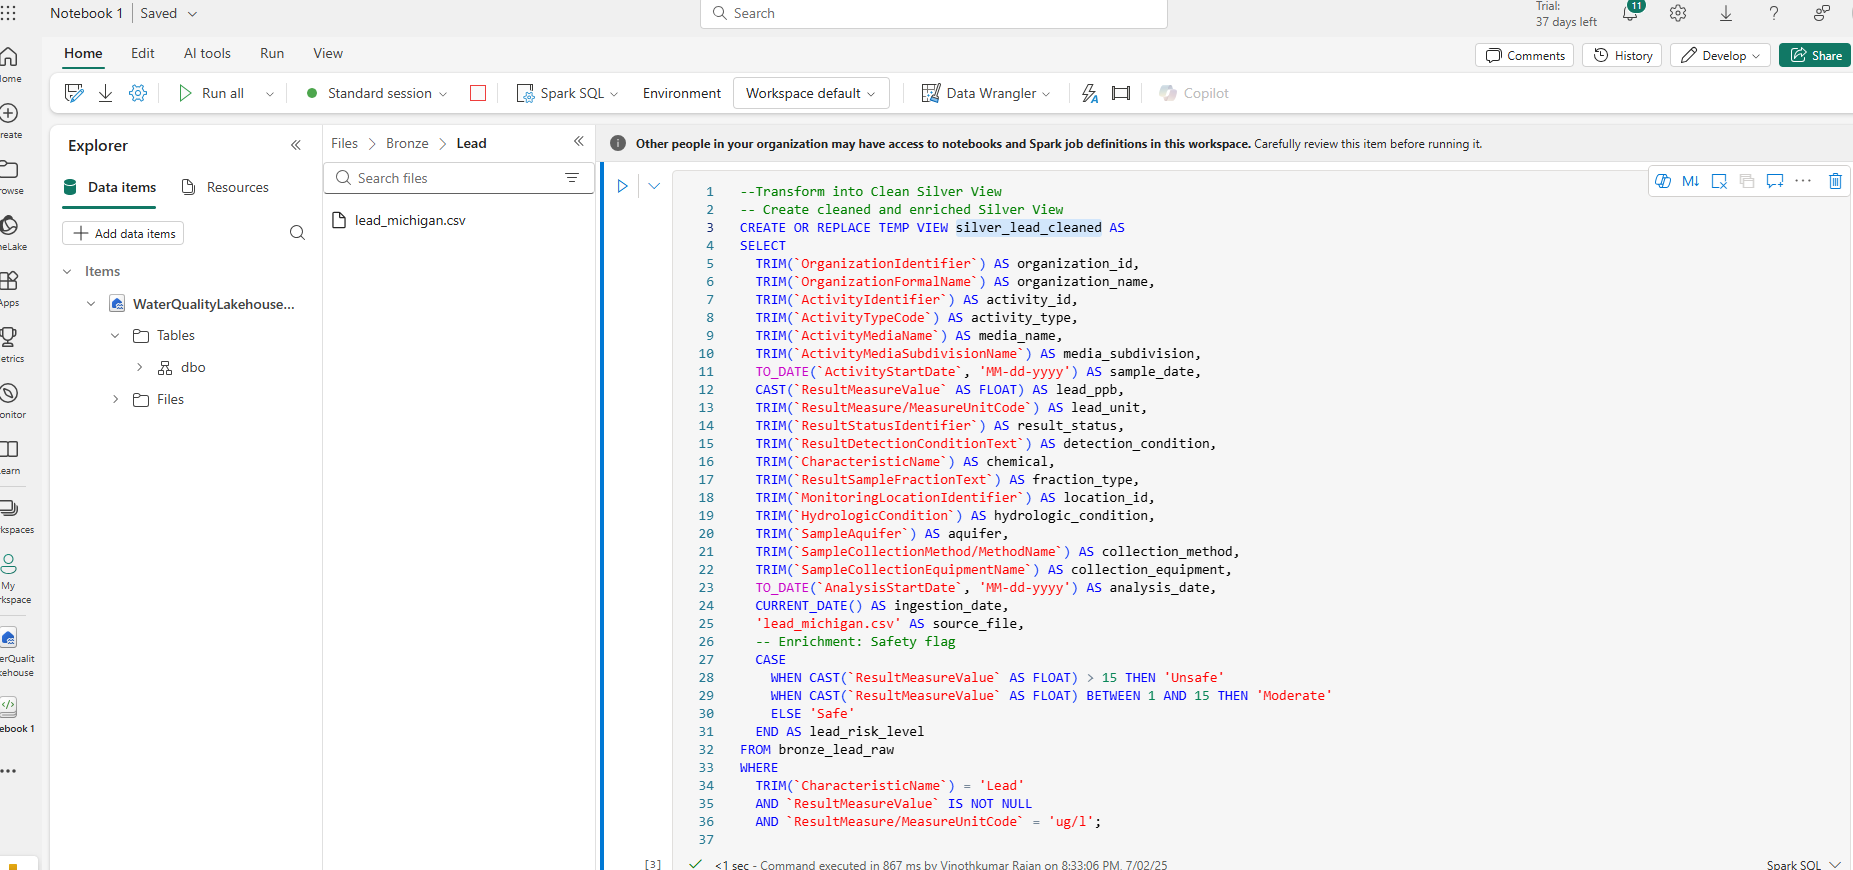 Notebook 1 Saved
Search
Trial:
37 days left
11
Home Edit AI tools Run View
Comments History Develop Share
Run all Standard session Spark SQL Environment Workspace default Data Wrangler Copilot
Explorer
Data items Resources
Add data items
Items
WaterQualityLakehouse...
Tables
dbo
Files
Files Bronze Lead
Search files
lead_michigan.csv
Other people in your organization may have access to notebooks and Spark job definitions in this workspace. Carefully review this item before running it.
M↓
1 --Transform into Clean Silver View
2 -- Create cleaned and enriched Silver View
3 CREATE OR REPLACE TEMP VIEW silver_lead_cleaned AS
4 SELECT
5 TRIM(`OrganizationIdentifier`) AS organization_id,
6 TRIM(`OrganizationFormalName`) AS organization_name,
7 TRIM(`ActivityIdentifier`) AS activity_id,
8 TRIM(`ActivityTypeCode`) AS activity_type,
9 TRIM(`ActivityMediaName`) AS media_name,
10 TRIM(`ActivityMediaSubdivisionName`) AS media_subdivision,
11 TO_DATE(`ActivityStartDate`, 'MM-dd-yyyy') AS sample_date,
12 CAST(`ResultMeasureValue` AS FLOAT) AS lead_ppb,
13 TRIM(`ResultMeasure/MeasureUnitCode`) AS lead_unit,
14 TRIM(`ResultStatusIdentifier`) AS result_status,
15 TRIM(`ResultDetectionConditionText`) AS detection_condition,
16 TRIM(`CharacteristicName`) AS chemical,
17 TRIM(`ResultSampleFractionText`) AS fraction_type,
18 TRIM(`MonitoringLocationIdentifier`) AS location_id,
19 TRIM(`HydrologicCondition`) AS hydrologic_condition,
20 TRIM(`SampleAquifer`) AS aquifer,
21 TRIM(`SampleCollectionMethod/MethodName`) AS collection_method,
22 TRIM(`SampleCollectionEquipmentName`) AS collection_equipment,
23 TO_DATE(`AnalysisStartDate`, 'MM-dd-yyyy') AS analysis_date,
24 CURRENT_DATE() AS ingestion_date,
25 'lead_michigan.csv' AS source_file,
26 -- Enrichment: Safety flag
27 CASE
28 WHEN CAST(`ResultMeasureValue` AS FLOAT) > 15 THEN 'Unsafe'
29 WHEN CAST(`ResultMeasureValue` AS FLOAT) BETWEEN 1 AND 15 THEN 'Moderate'
30 ELSE 'Safe'
31 END AS lead_risk_level
32 FROM bronze_lead_raw
33 WHERE
34 TRIM(`CharacteristicName`) = 'Lead'
35 AND `ResultMeasureValue` IS NOT NULL
36 AND `ResultMeasure/MeasureUnitCode` = 'ug/l';
37
[3] <1 sec - Command executed in 867 ms by Vinothkumar Rajan on 8:33:06 PM, 7/02/25 Spark SQL
ome
reate
rowse
neLake
Apps
etrics
onitor
earn
rkspaces
My
rkspace
erQualit
kehouse
ebook 1